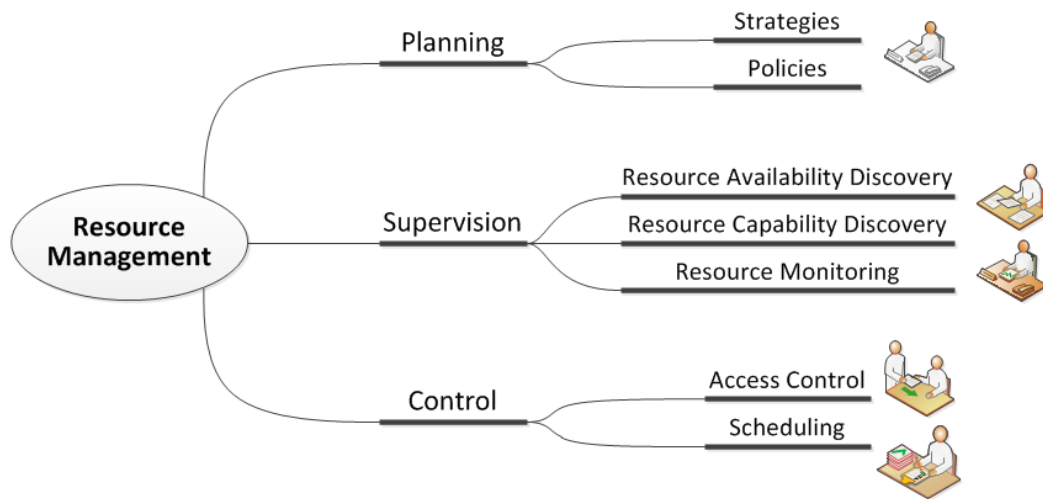 Resource
Management
Planning
Strategies
Policies
Supervision
Resource Availability Discovery
Resource Capability Discovery
Resource Monitoring
Control
Access Control
Scheduling